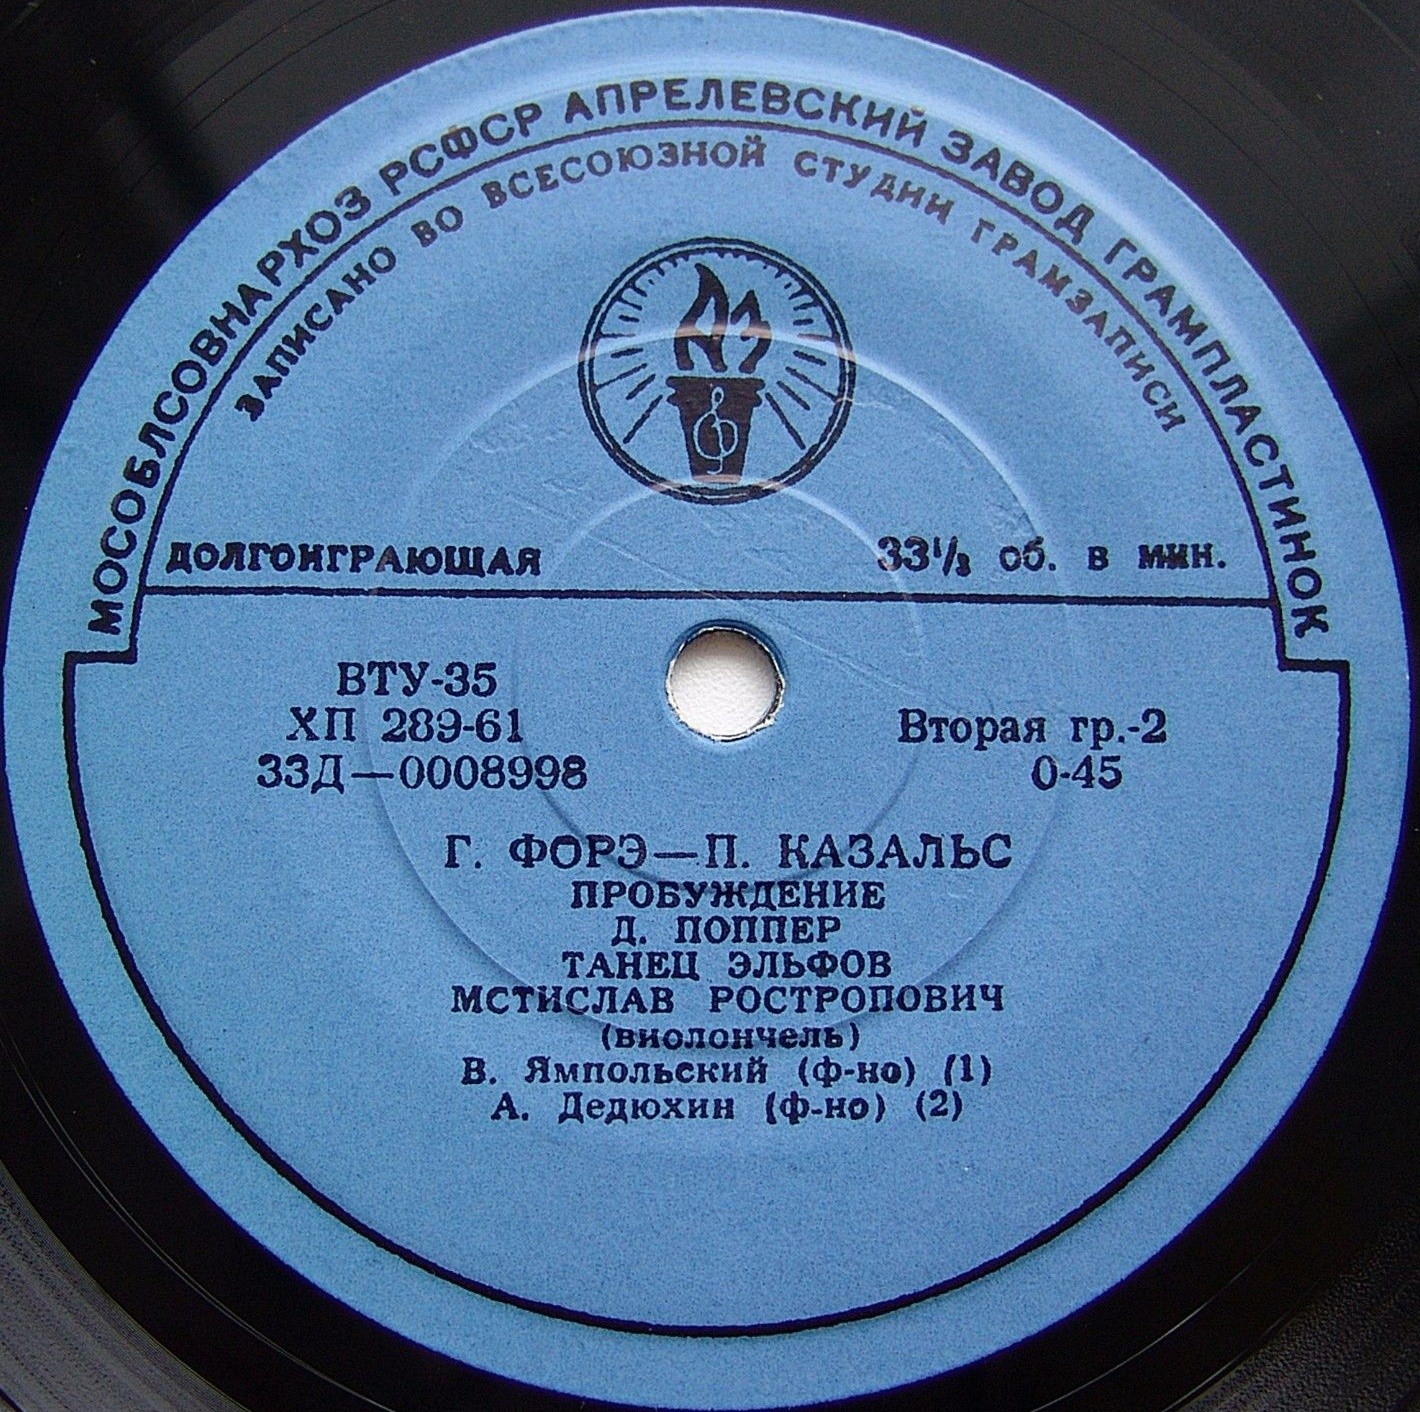 МОСОБЛСОВНАРХОЗ РСФСР АПРЕЛЕВСКИЙ ЗАВОД ГРАМПЛАСТИНОК
ЗАПИСАНО ВО ВСЕСОЮЗНОЙ СТУДИИ ГРАМЗАПИСИ
ДОЛГОИГРАЮЩАЯ 33⅓ об. в мин.
ВТУ-35
ХП 289-61 Вторая гр.-2
33Д—0008998 0-45
Г. ФОРЭ—П. КАЗАЛЬС
ПРОБУЖДЕНИЕ
Д. ПОППЕР
ТАНЕЦ ЭЛЬФОВ
МСТИСЛАВ РОСТРОПОВИЧ
(виолончель)
В. Ямпольский (ф-но) (1)
А. Дедюхин (ф-но) (2)